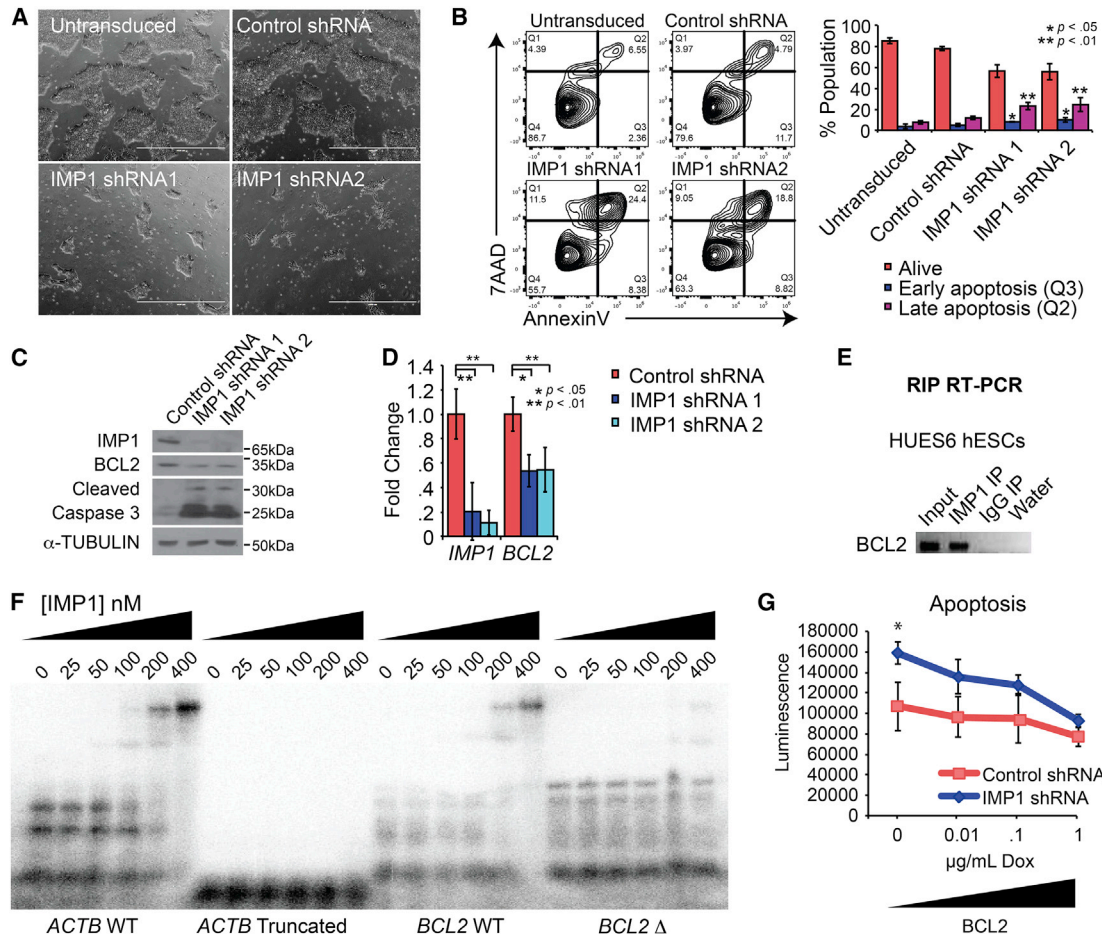 A
Untransduced
Control shRNA
IMP1 shRNA1
IMP1 shRNA2
B
Untransduced
Control shRNA
Q1
4.39
Q2
6.55
Q4
86.7
Q3
2.36
Q1
3.97
Q2
4.79
Q4
79.6
Q3
11.7
IMP1 shRNA1
IMP1 shRNA2
Q1
11.5
Q2
24.4
Q4
55.7
Q3
8.38
Q1
9.05
Q2
18.8
Q4
63.3
Q3
8.82
7AAD
AnnexinV
% Population
100
80
60
40
20
0
* p < .05
** p < .01
* ** * **
Untransduced
Control shRNA
IMP1 shRNA 1
IMP1 shRNA 2
Alive
Early apoptosis (Q3)
Late apoptosis (Q2)
C
Control shRNA
IMP1 shRNA 1
IMP1 shRNA 2
IMP1
65kDa
BCL2
35kDa
Cleaved
Caspase 3
30kDa
25kDa
α-TUBULIN
50kDa
D
Fold Change
1.4
1.2
1.0
.8
.6
.4
.2
0
**
**
**
*
* p < .05
** p < .01
IMP1 BCL2
Control shRNA
IMP1 shRNA 1
IMP1 shRNA 2
E
RIP RT-PCR
HUES6 hESCs
Input
IMP1 IP
IgG IP
Water
BCL2
F
[IMP1] nM
0 25 50 100 200 400
0 25 50 100 200 400
0 25 50 100 200 400
0 25 50 100 200 400
ACTB WT
ACTB Truncated
BCL2 WT
BCL2 Δ
G
Apoptosis
Luminescence
180000
160000
140000
120000
100000
80000
60000
40000
20000
0
*
Control shRNA
IMP1 shRNA
0 0.01 .1 1
µg/mL Dox
BCL2